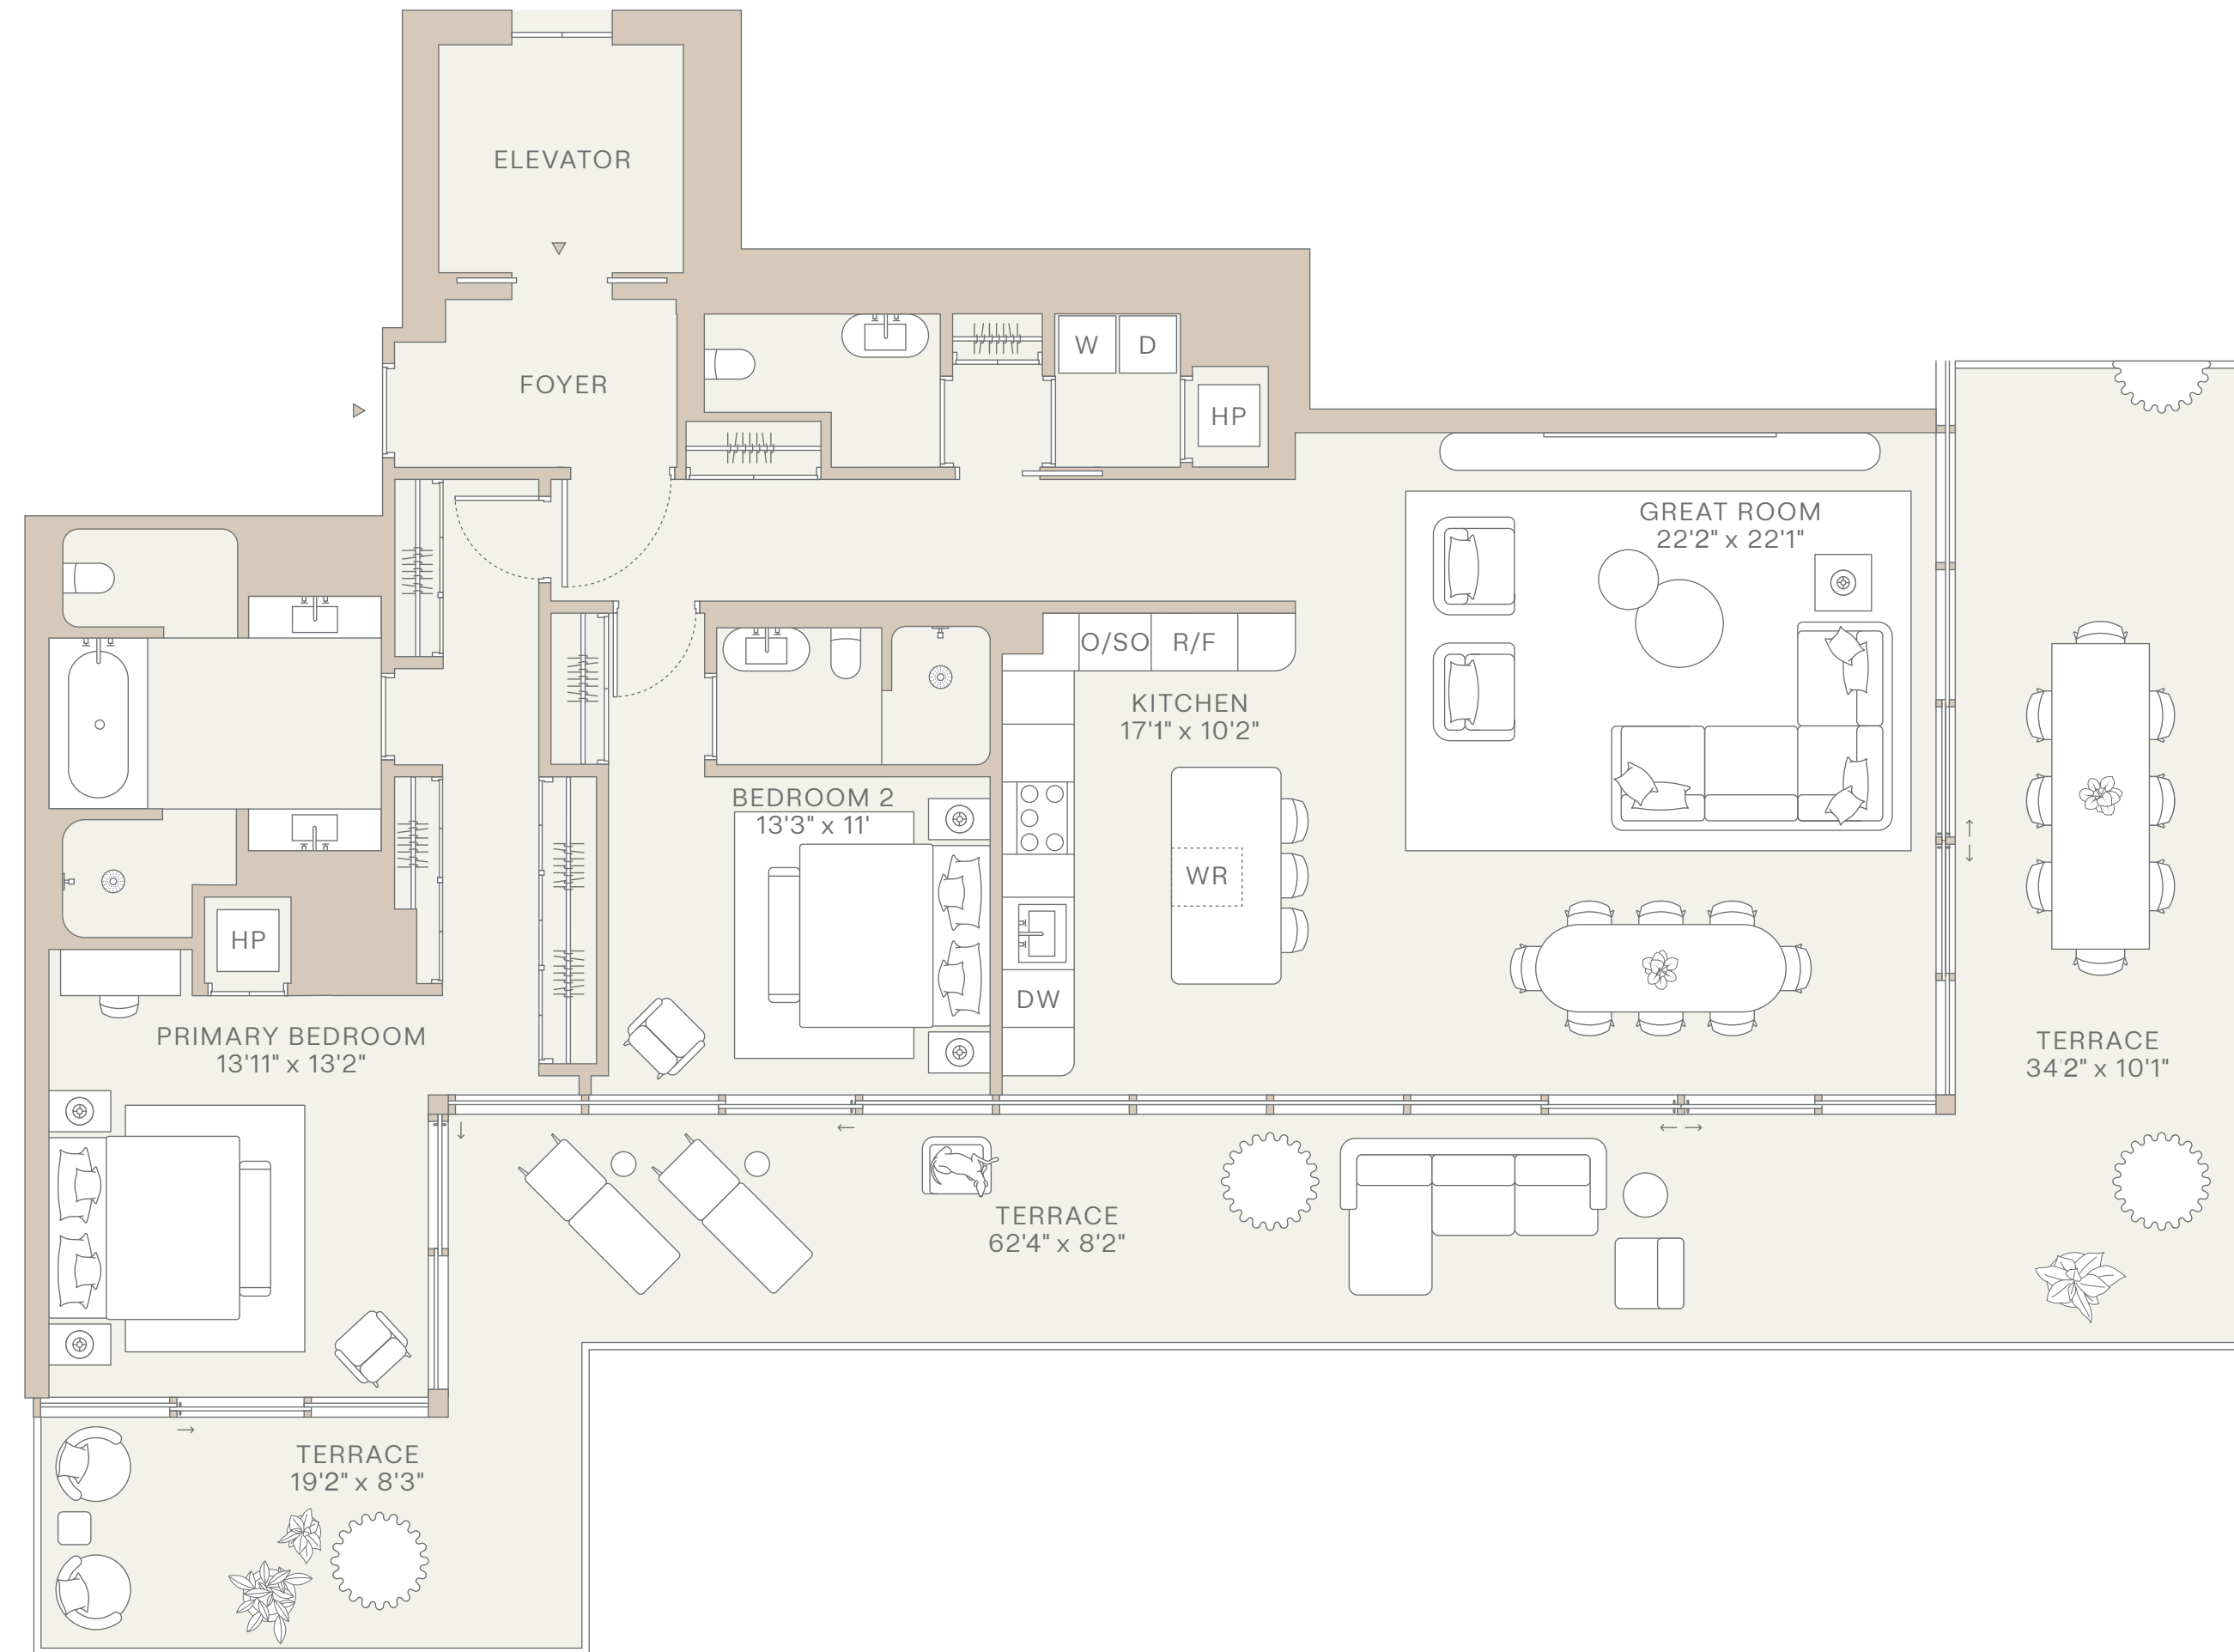 ELEVATOR
FOYER
W
D
HP
GREAT ROOM
22'2" x 22'1"
O/SO
R/F
KITCHEN
17'1" x 10'2"
BEDROOM 2
13'3" x 11'
WR
HP
DW
PRIMARY BEDROOM
13'11" x 13'2"
TERRACE
34'2" x 10'1"
TERRACE
62'4" x 8'2"
TERRACE
19'2" x 8'3"